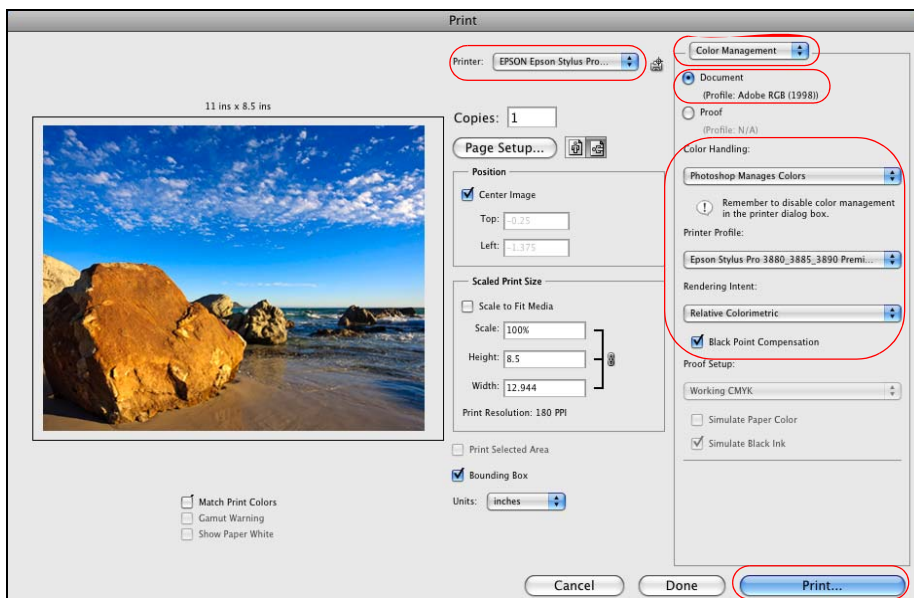 Print
11 ins x 8.5 ins
Match Print Colors
Gamut Warning
Show Paper White
Printer: EPSON Epson Stylus Pro...
Copies: 1
Page Setup...
Position
Center Image
Top: -0.25
Left: -1.375
Scaled Print Size
Scale to Fit Media
Scale: 100%
Height: 8.5
Width: 12.944
Print Resolution: 180 PPI
Print Selected Area
Bounding Box
Units: inches
Color Management
Document
(Profile: Adobe RGB (1998))
Proof
(Profile: N/A)
Color Handling:
Photoshop Manages Colors
Remember to disable color management
in the printer dialog box.
Printer Profile:
Epson Stylus Pro 3880_3885_3890 Premi...
Rendering Intent:
Relative Colorimetric
Black Point Compensation
Proof Setup:
Working CMYK
Simulate Paper Color
Simulate Black Ink
Cancel
Done
Print...